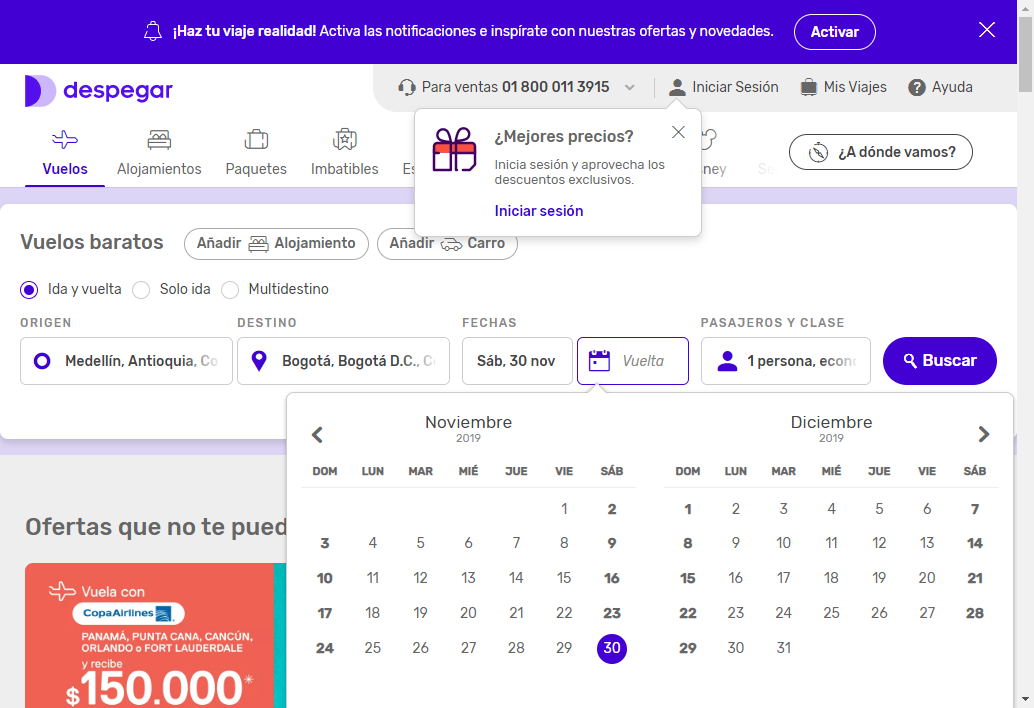 ¡Haz tu viaje realidad! Activa las notificaciones e inspírate con nuestras ofertas y novedades.
Activar
despegar
Para ventas 01 800 011 3915
Iniciar Sesión
Mis Viajes
Ayuda
Vuelos
Alojamientos
Paquetes
Imbatibles
Es
ney
Se
¿A dónde vamos?
¿Mejores precios?
Inicia sesión y aprovecha los
descuentos exclusivos.
Iniciar sesión
Vuelos baratos
Añadir Alojamiento
Añadir Carro
Ida y vuelta
Solo ida
Multidestino
ORIGEN
DESTINO
FECHAS
PASAJEROS Y CLASE
Medellín, Antioquia, Co
Bogotá, Bogotá D.C., C
Sáb, 30 nov
Vuelta
1 persona, econ
Buscar
Noviembre
2019
DOM LUN MAR MIÉ JUE VIE SÁB
1 2
3 4 5 6 7 8 9
10 11 12 13 14 15 16
17 18 19 20 21 22 23
24 25 26 27 28 29 30
Diciembre
2019
DOM LUN MAR MIÉ JUE VIE SÁB
1 2 3 4 5 6 7
8 9 10 11 12 13 14
15 16 17 18 19 20 21
22 23 24 25 26 27 28
29 30 31
Ofertas que no te pued
Vuela con
CopaAirlines
PANAMÁ, PUNTA CANA, CANCÚN,
ORLANDO o FORT LAUDERDALE
y recibe
$150.000*